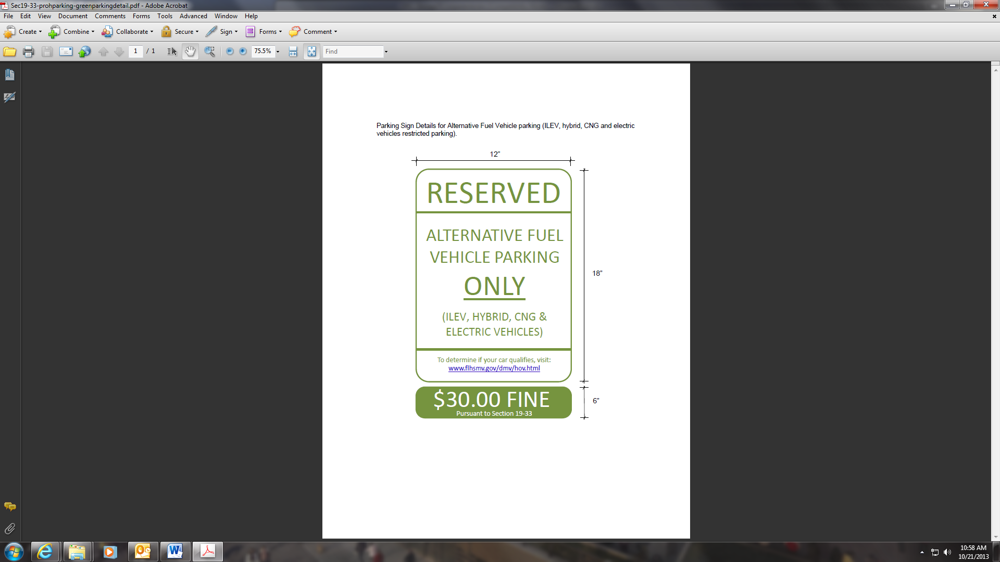 Sec19-33-prohparking-greenparkingdetail.pdf - Adobe Acrobat
File Edit View Document Comments Forms Tools Advanced Window Help
Create Combine Collaborate Secure Sign Forms Comment
1 / 1 75.5% Find
Parking Sign Details for Alternative Fuel Vehicle parking (ILEV, hybrid, CNG and electric
vehicles restricted parking).
12”
RESERVED
ALTERNATIVE FUEL
VEHICLE PARKING
ONLY
18”
(ILEV, HYBRID, CNG &
ELECTRIC VEHICLES)
To determine if your car qualifies, visit:
www.flhsmv.gov/dmv/hov.html
$30.00 FINE
6”
Pursuant to Section 19-33
10:58 AM
10/21/2013